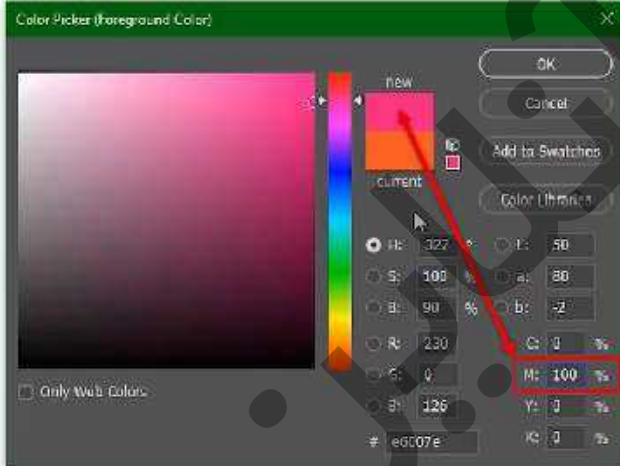 Color Picker (Foreground Color)
new
current
OK
Cancel
Add to Swatches
Color Libraries
H: 327 °
S: 100 %
B: 90 %
R: 230
G: 0
B: 126
# e6007e
L: 50
a: 80
b: -2
C: 0 %
M: 100 %
Y: 0 %
K: 0 %
Only Web Colors